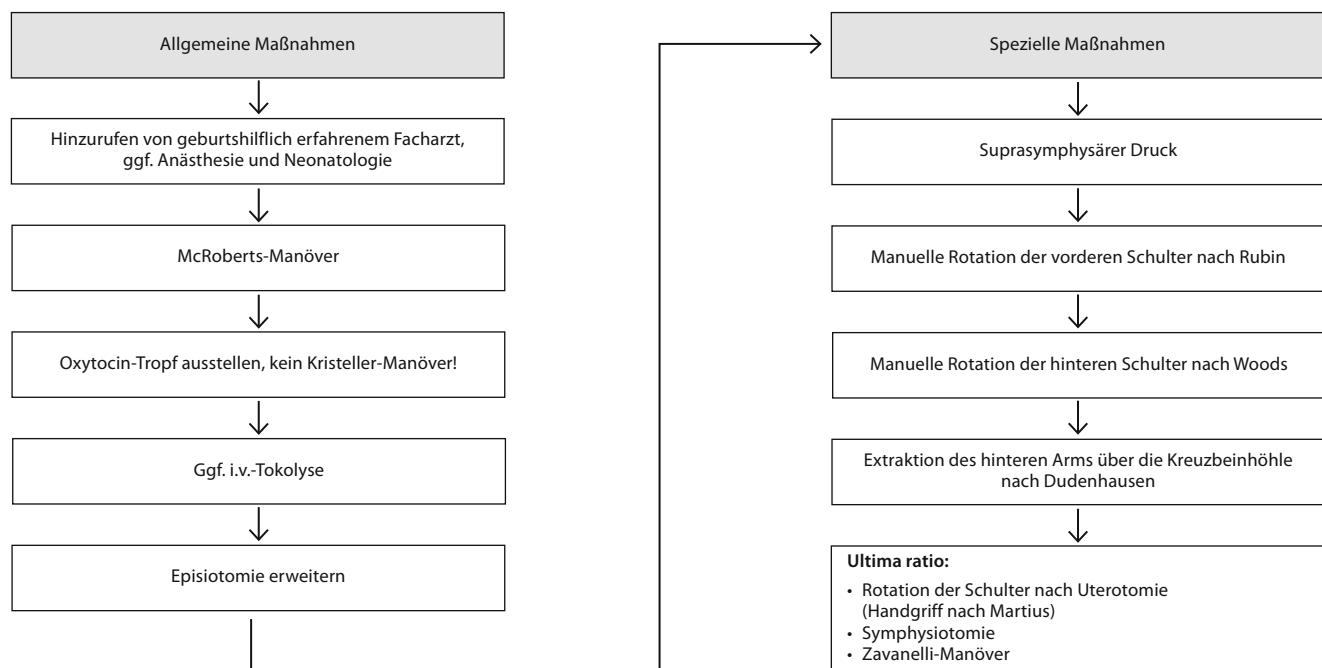 Allgemeine Maßnahmen
Hinzurufen von geburtshilflich erfahrenem Facharzt,
ggf. Anästhesie und Neonatologie
McRoberts-Manöver
Oxytocin-Tropf ausstellen, kein Kristeller-Manöver!
Ggf. i.v.-Tokolyse
Episiotomie erweitern
Spezielle Maßnahmen
Suprasymphysärer Druck
Manuelle Rotation der vorderen Schulter nach Rubin
Manuelle Rotation der hinteren Schulter nach Woods
Extraktion des hinteren Arms über die Kreuzbeinhöhle
nach Dudenhausen
Ultima ratio:
• Rotation der Schulter nach Uterotomie
(Handgriff nach Martius)
• Symphysiotomie
• Zavanelli-Manöver